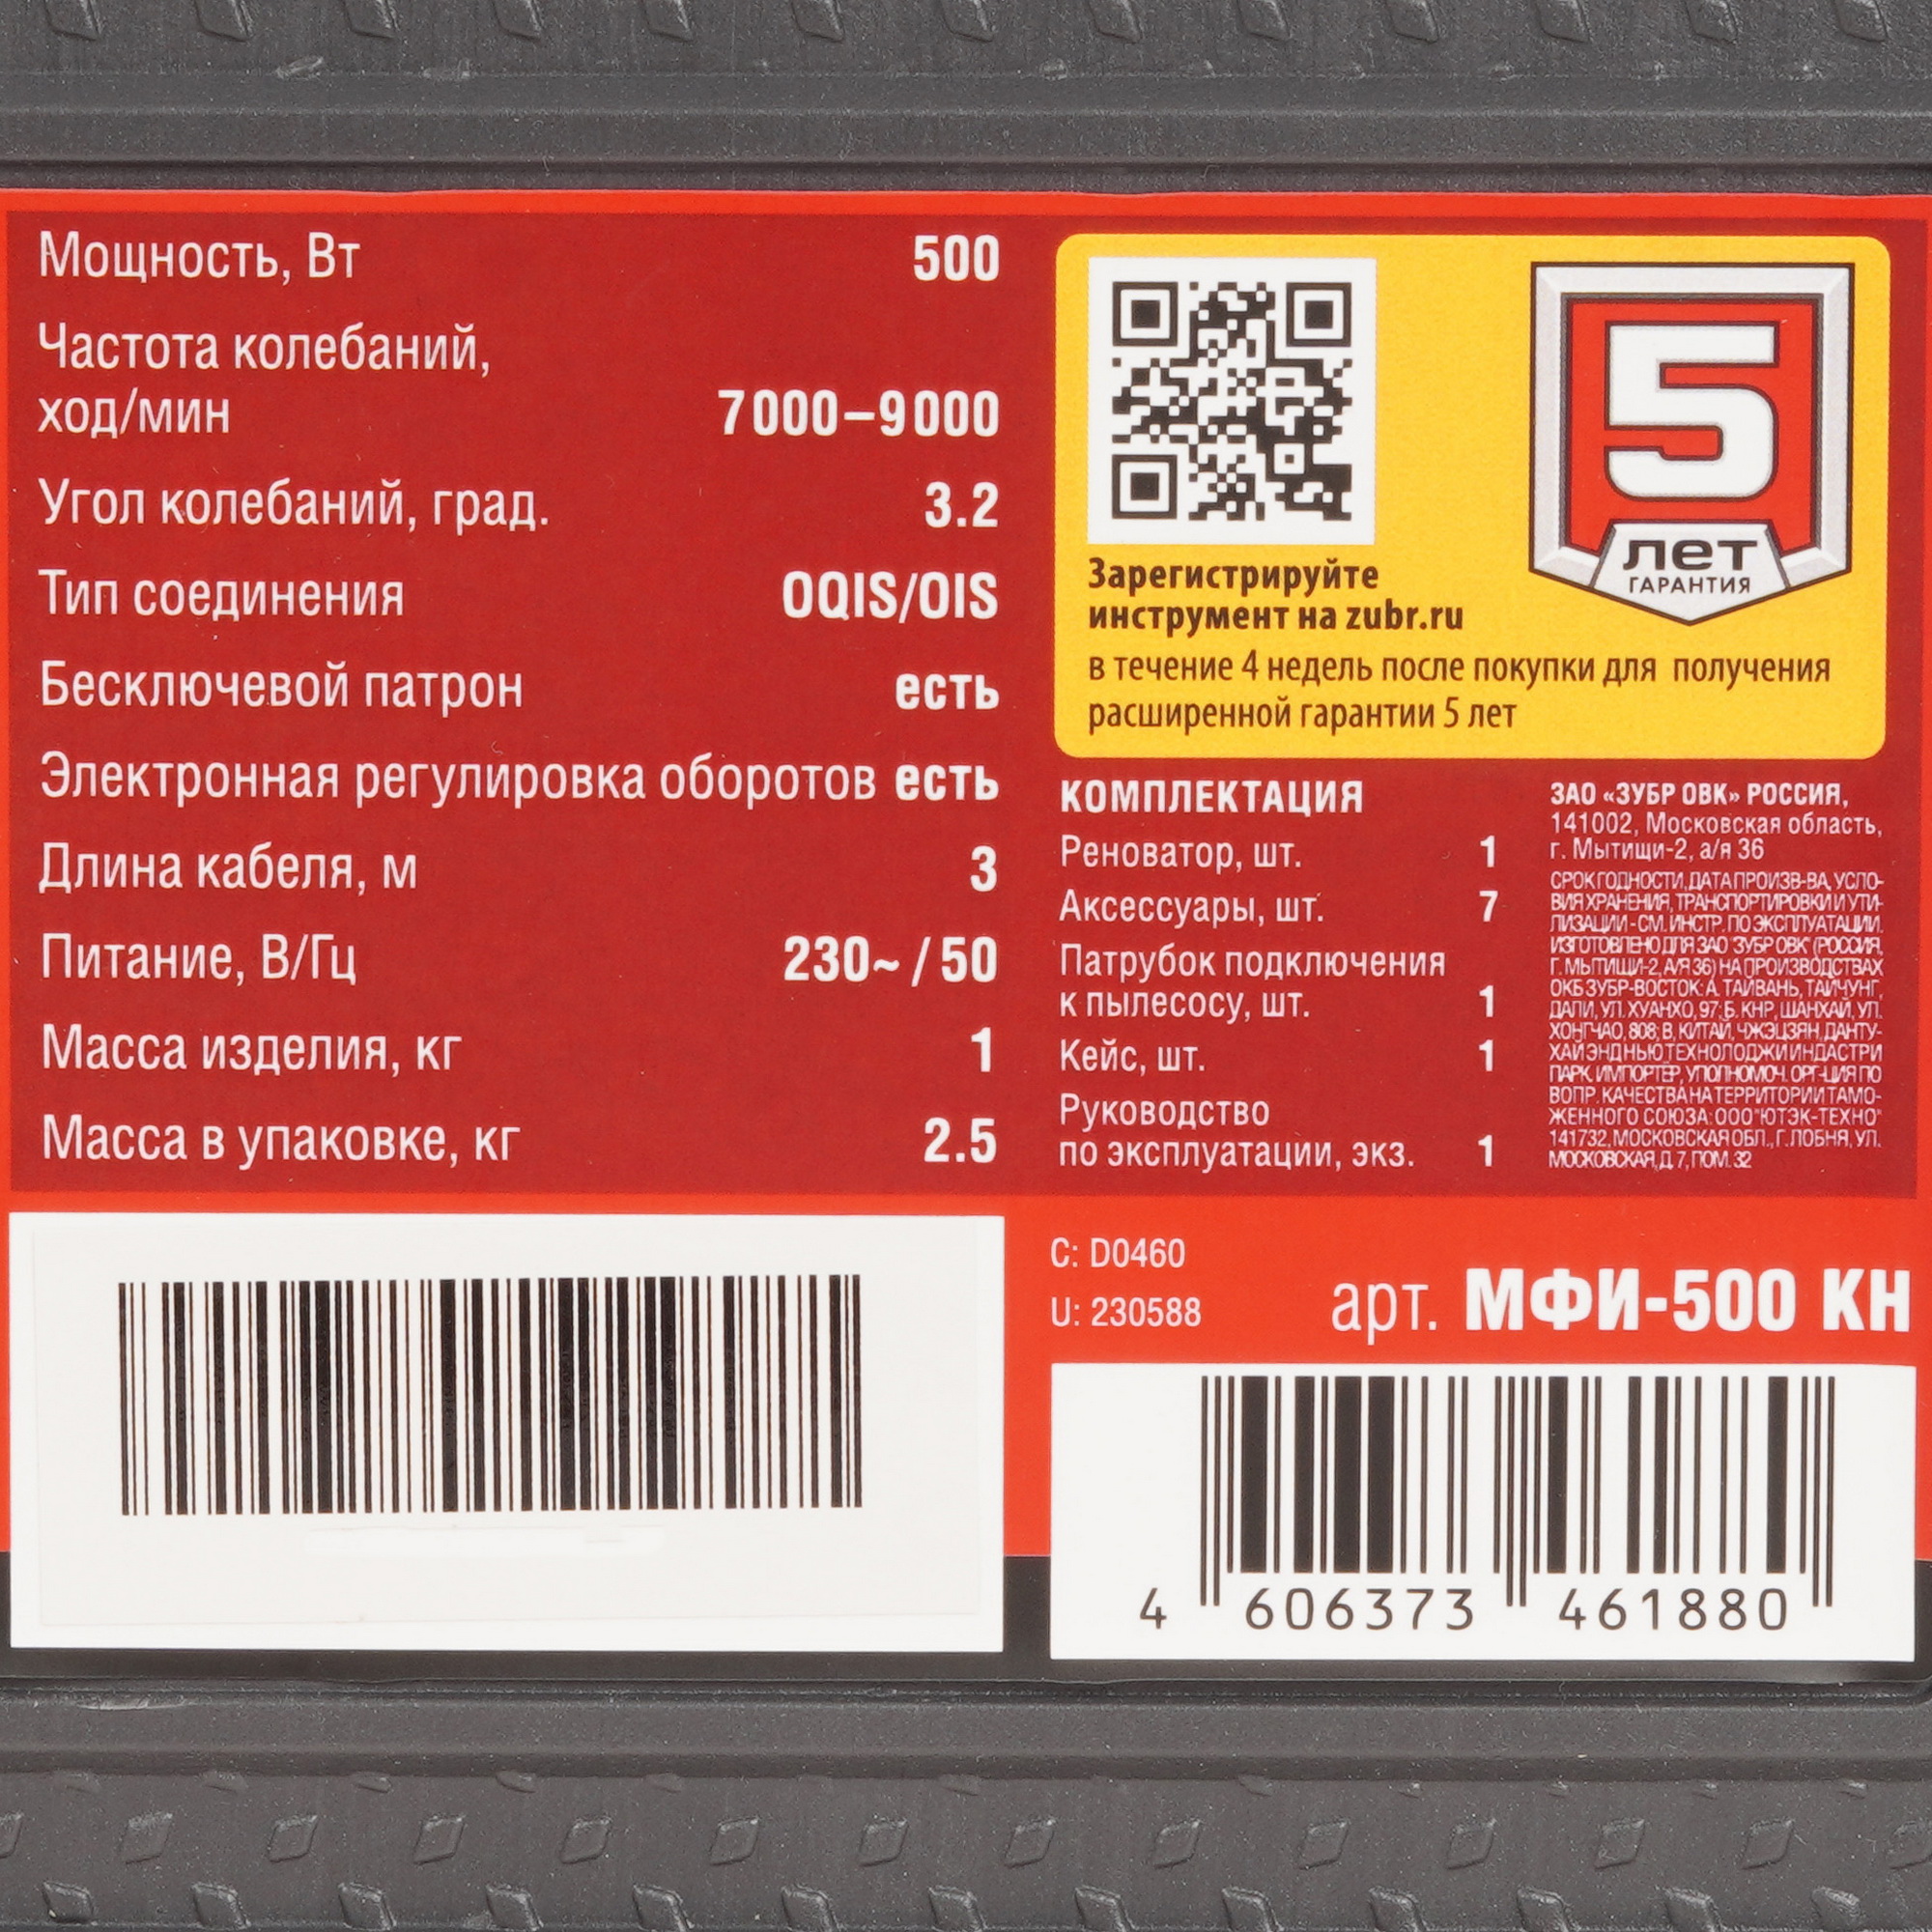 Мощность, Вт 500
Частота колебаний,
ход/мин 7000–9000
Угол колебаний, град. 3.2
Тип соединения OQIS/OIS
Бесключевой патрон есть
Электронная регулировка оборотов есть
Длина кабеля, м 3
Питание, В/Гц 230~ / 50
Масса изделия, кг 1
Масса в упаковке, кг 2.5
5
лет
ГАРАНТИЯ
Зарегистрируйте
инструмент на zubr.ru
в течение 4 недель после покупки для получения
расширенной гарантии 5 лет
КОМПЛЕКТАЦИЯ
Реноватор, шт. 1
Аксессуары, шт. 7
Патрубок подключения
к пылесосу, шт. 1
Кейс, шт. 1
Руководство
по эксплуатации, экз. 1
ЗАО «ЗУБР ОВК» РОССИЯ,
141002, Московская область,
г. Мытищи-2, а/я 36
СРОК ГОДНОСТИ, ДАТА ПРОИЗВ-ВА, УСЛО-
ВИЯ ХРАНЕНИЯ, ТРАНСПОРТИРОВКИ И УТИ-
ЛИЗАЦИИ - СМ. ИНСТР. ПО ЭКСПЛУАТАЦИИ.
ИЗГОТОВЛЕНО ДЛЯ ЗАО "ЗУБР ОВК" (РОССИЯ,
Г. МЫТИЩИ-2, А/Я 36) НА ПРОИЗВОДСТВАХ
ОКБ ЗУБР-ВОСТОК: А. ТАЙВАНЬ, ТАЙЧУНГ,
ДАЛИ, УЛ. ХУАНХО, 97; Б. КНР, ШАНХАЙ, УЛ.
ХОНГЧАО, 808; В. КИТАЙ, ЧЖЭЦЗЯН, ДАНТУ-
ХАЙ ЭНД НЬЮ ТЕХНОЛОДЖИ ИНДАСТРИ
ПАРК. ИМПОРТЕР, УПОЛНОМОЧ. ОРГ-ЦИЯ ПО
ВОПР. КАЧЕСТВА НА ТЕРРИТОРИИ ТАМО-
ЖЕННОГО СОЮЗА: ООО "ЮТЭК-ТЕХНО"
141732, МОСКОВСКАЯ ОБЛ., Г. ЛОБНЯ, УЛ.
МОСКОВСКАЯ, Д. 7, ПОМ. 32
C: D0460
U: 230588
арт. МФИ-500 КН
4 606373 461880